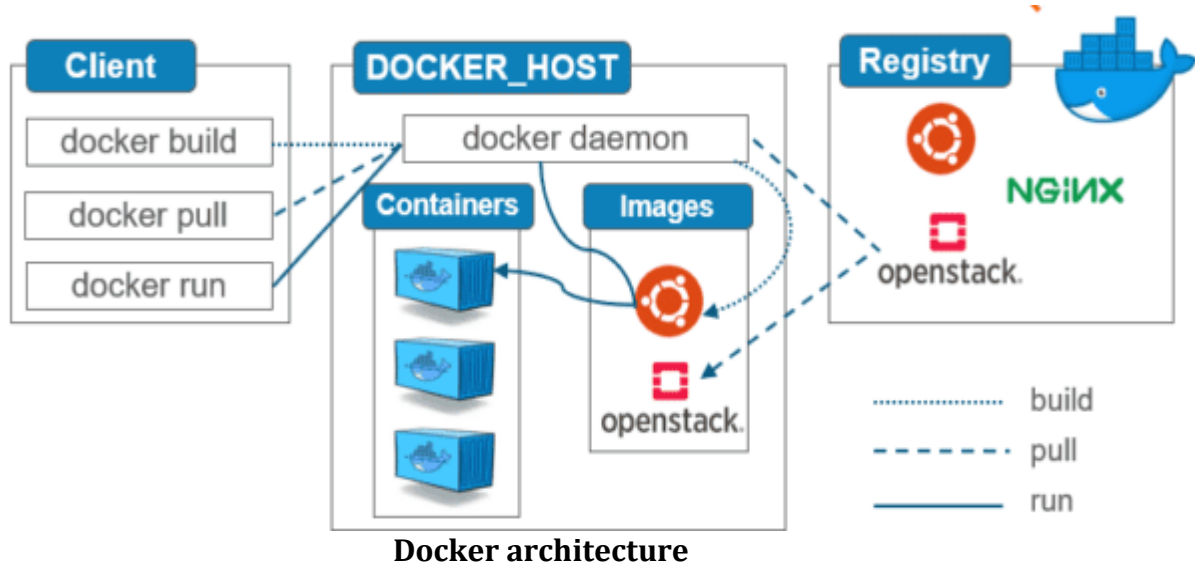 Client
docker build
docker pull
docker run
DOCKER_HOST
docker daemon
Containers
Images
openstack.
Registry
NGiNX
openstack.
build
pull
run
Docker architecture